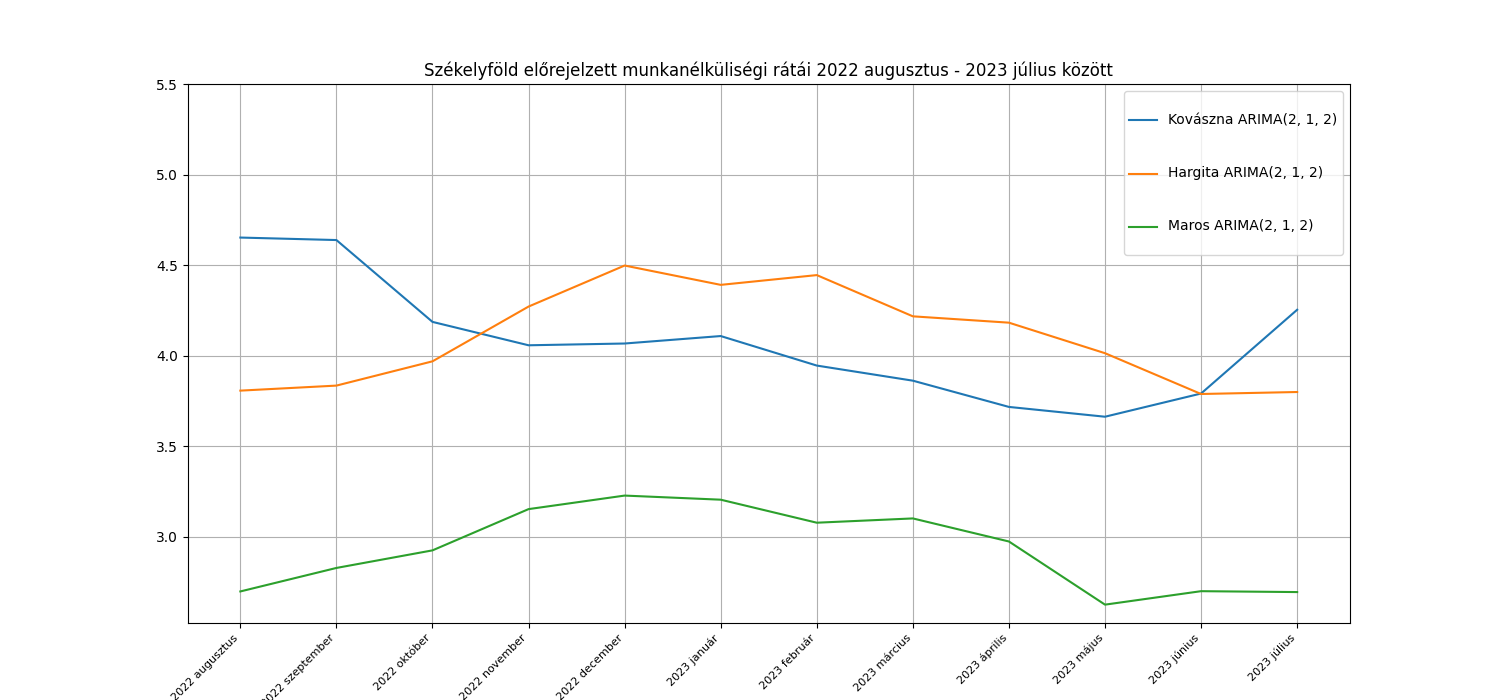 Székelyföld előrejelzett munkanélküliségi rátái 2022 augusztus - 2023 július között
5.5
5.0
4.5
4.0
3.5
3.0
Kovászna ARIMA(2, 1, 2)
Hargita ARIMA(2, 1, 2)
Maros ARIMA(2, 1, 2)
2022 augusztus
2022 szeptember
2022 október
2022 november
2022 december
2023 január
2023 február
2023 március
2023 április
2023 május
2023 június
2023 július